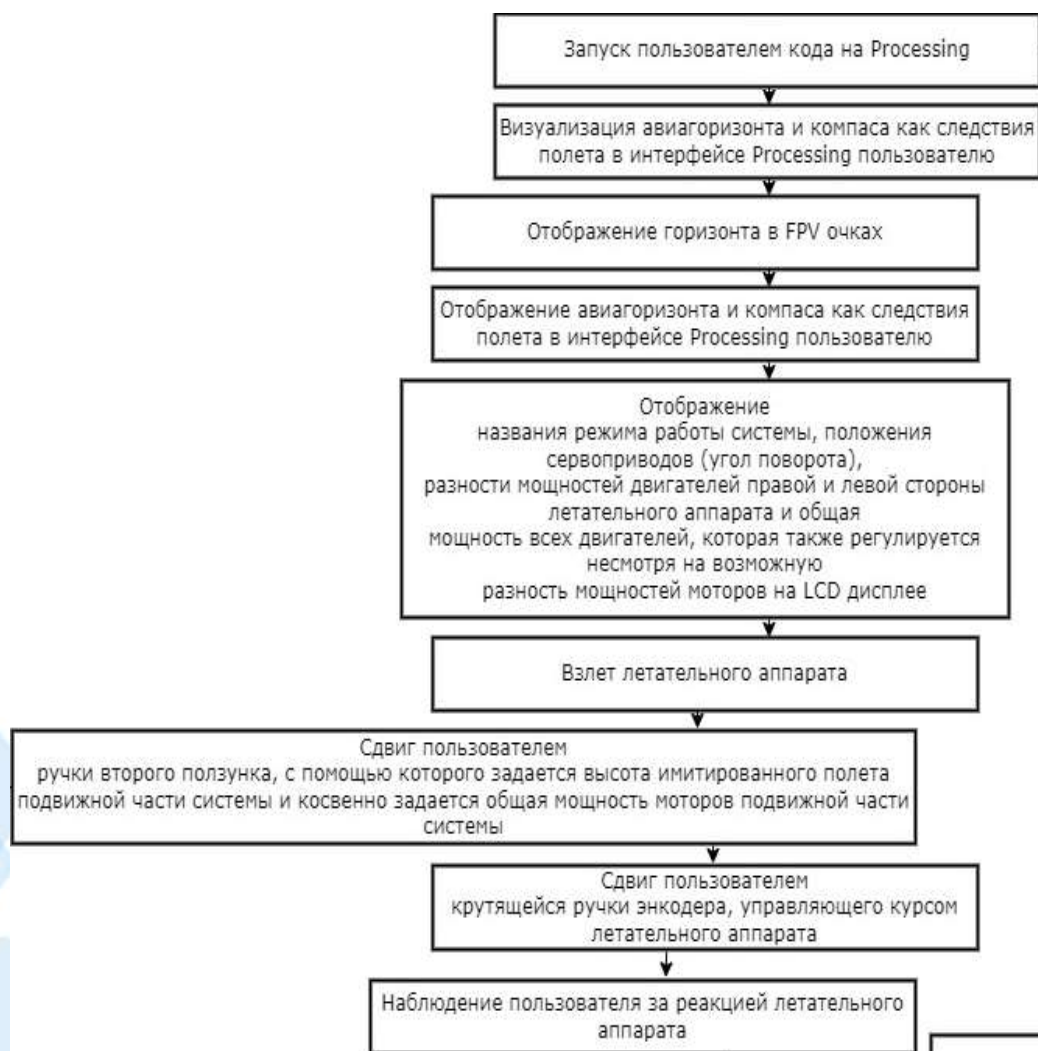 Запуск пользователем кода на Processing
Визуализация авиагоризонта и компаса как следствия
полета в интерфейсе Processing пользователю
Отображение горизонта в FPV очках
Отображение авиагоризонта и компаса как следствия
полета в интерфейсе Processing пользователю
Отображение
названия режима работы системы, положения
сервоприводов (угол поворота),
разности мощностей двигателей правой и левой стороны
летательного аппарата и общая
мощность всех двигателей, которая также регулируется
несмотря на возможную
разность мощностей моторов на LCD дисплее
Взлет летательного аппарата
Сдвиг пользователем
ручки второго ползунка, с помощью которого задается высота имитированного полета
подвижной части системы и косвенно задается общая мощность моторов подвижной части
системы
Сдвиг пользователем
крутящейся ручки энкодера, управляющего курсом
летательного аппарата
Наблюдение пользователя за реакцией летательного
аппарата